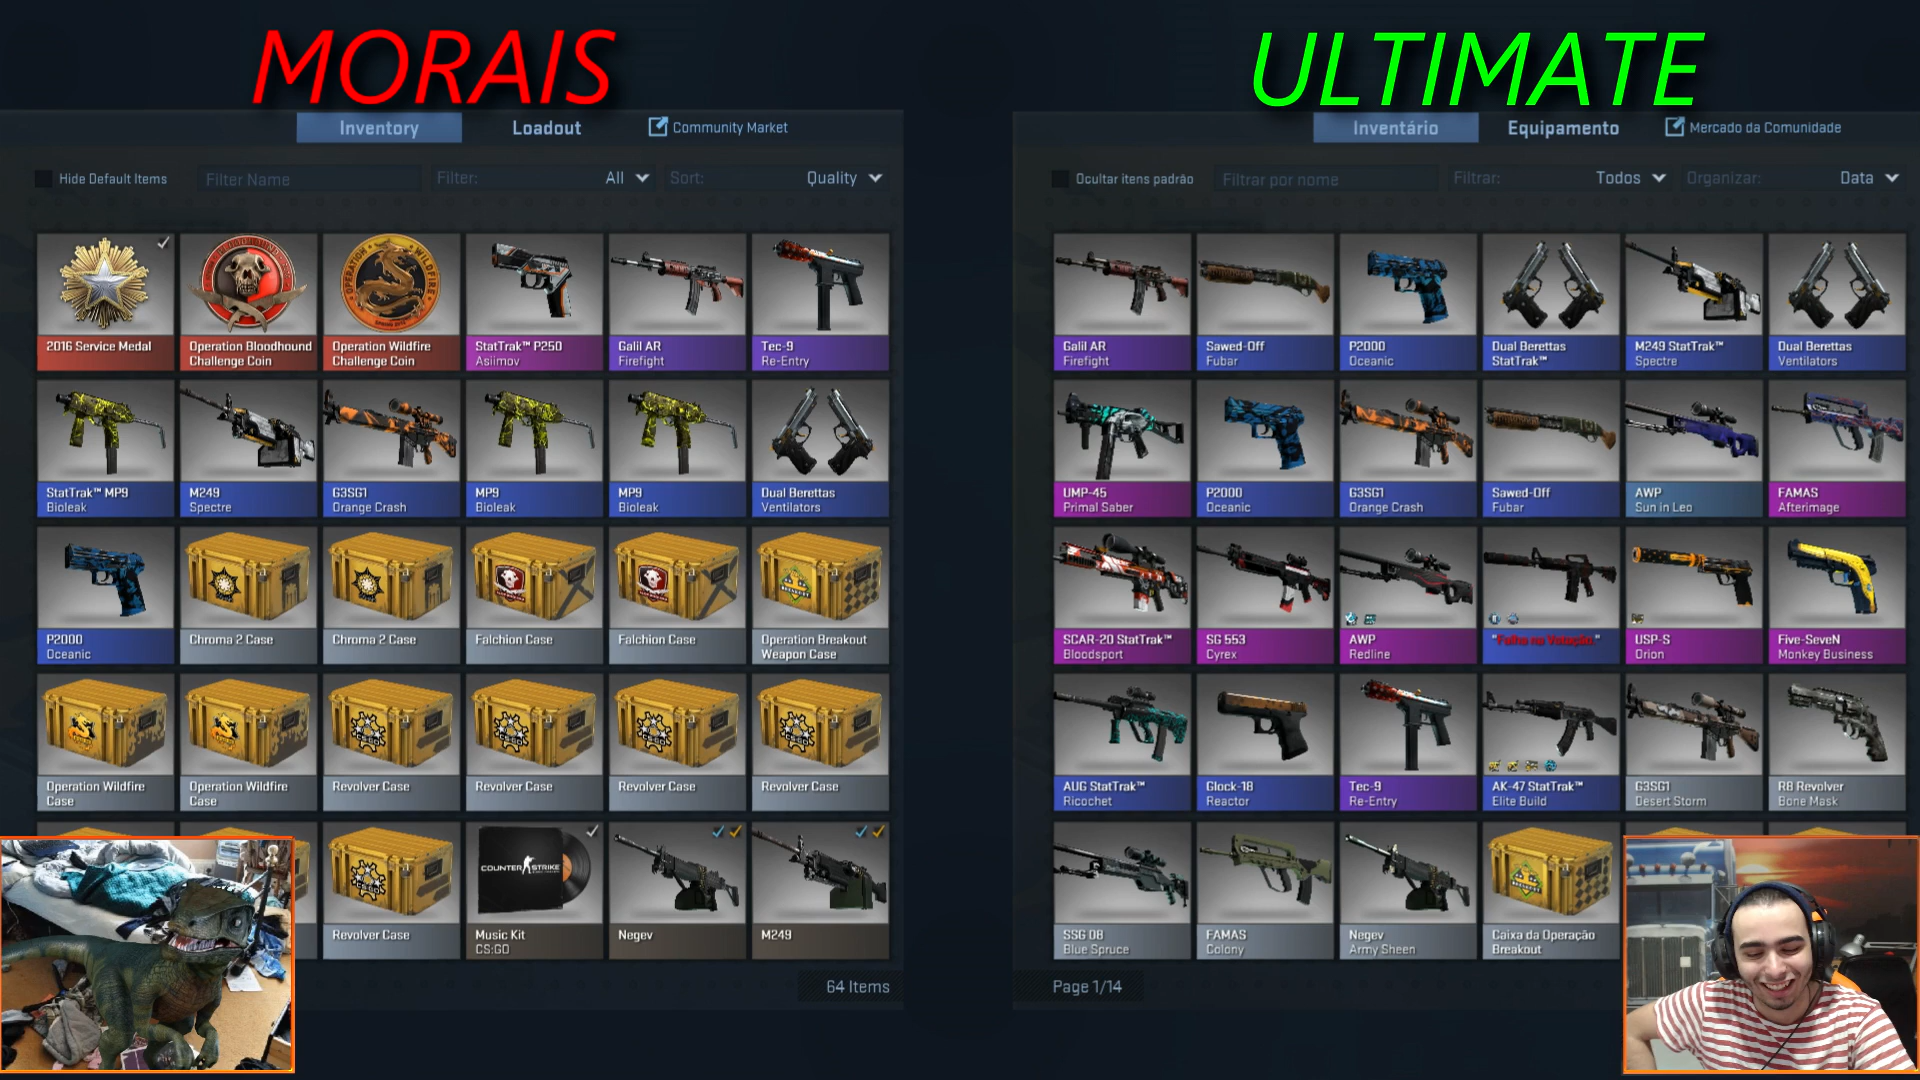 MORAIS
ULTIMATE
Inventory
Loadout
Community Market
Hide Default Items
Filter Name
Filter:
All
Sort:
Quality
2016 Service Medal
Operation Bloodhound
Challenge Coin
Operation Wildfire
Challenge Coin
StatTrak™ P250
Asiimov
Galil AR
Firefight
Tec-9
Re-Entry
StatTrak™ MP9
Bioleak
M249
Spectre
G3SG1
Orange Crash
MP9
Bioleak
MP9
Bioleak
Dual Berettas
Ventilators
P2000
Oceanic
Chroma 2 Case
Chroma 2 Case
Falchion Case
Falchion Case
Operation Breakout
Weapon Case
Operation Wildfire
Case
Operation Wildfire
Case
Revolver Case
Revolver Case
Revolver Case
Revolver Case
Revolver Case
COUNTER STRIKE
Music Kit
CS:GO
Negev
M249
64 Items
Inventário
Equipamento
Mercado da Comunidade
Ocultar itens padrão
Filtrar por nome
Filtrar:
Todos
Organizar:
Data
Galil AR
Firefight
Sawed-Off
Fubar
P2000
Oceanic
Dual Berettas
StatTrak™
M249 StatTrak™
Spectre
Dual Berettas
Ventilators
UMP-45
Primal Saber
P2000
Oceanic
G3SG1
Orange Crash
Sawed-Off
Fubar
AWP
Sun in Leo
FAMAS
Afterimage
SCAR-20 StatTrak™
Bloodsport
SG 553
Cyrex
AWP
Redline
"Falha na Votação."
USP-S
Orion
Five-SeveN
Monkey Business
AUG StatTrak™
Ricochet
Glock-18
Reactor
Tec-9
Re-Entry
AK-47 StatTrak™
Elite Build
G3SG1
Desert Storm
R8 Revolver
Bone Mask
SSG 08
Blue Spruce
FAMAS
Colony
Negev
Army Sheen
Caixa da Operação
Breakout
Page 1/14